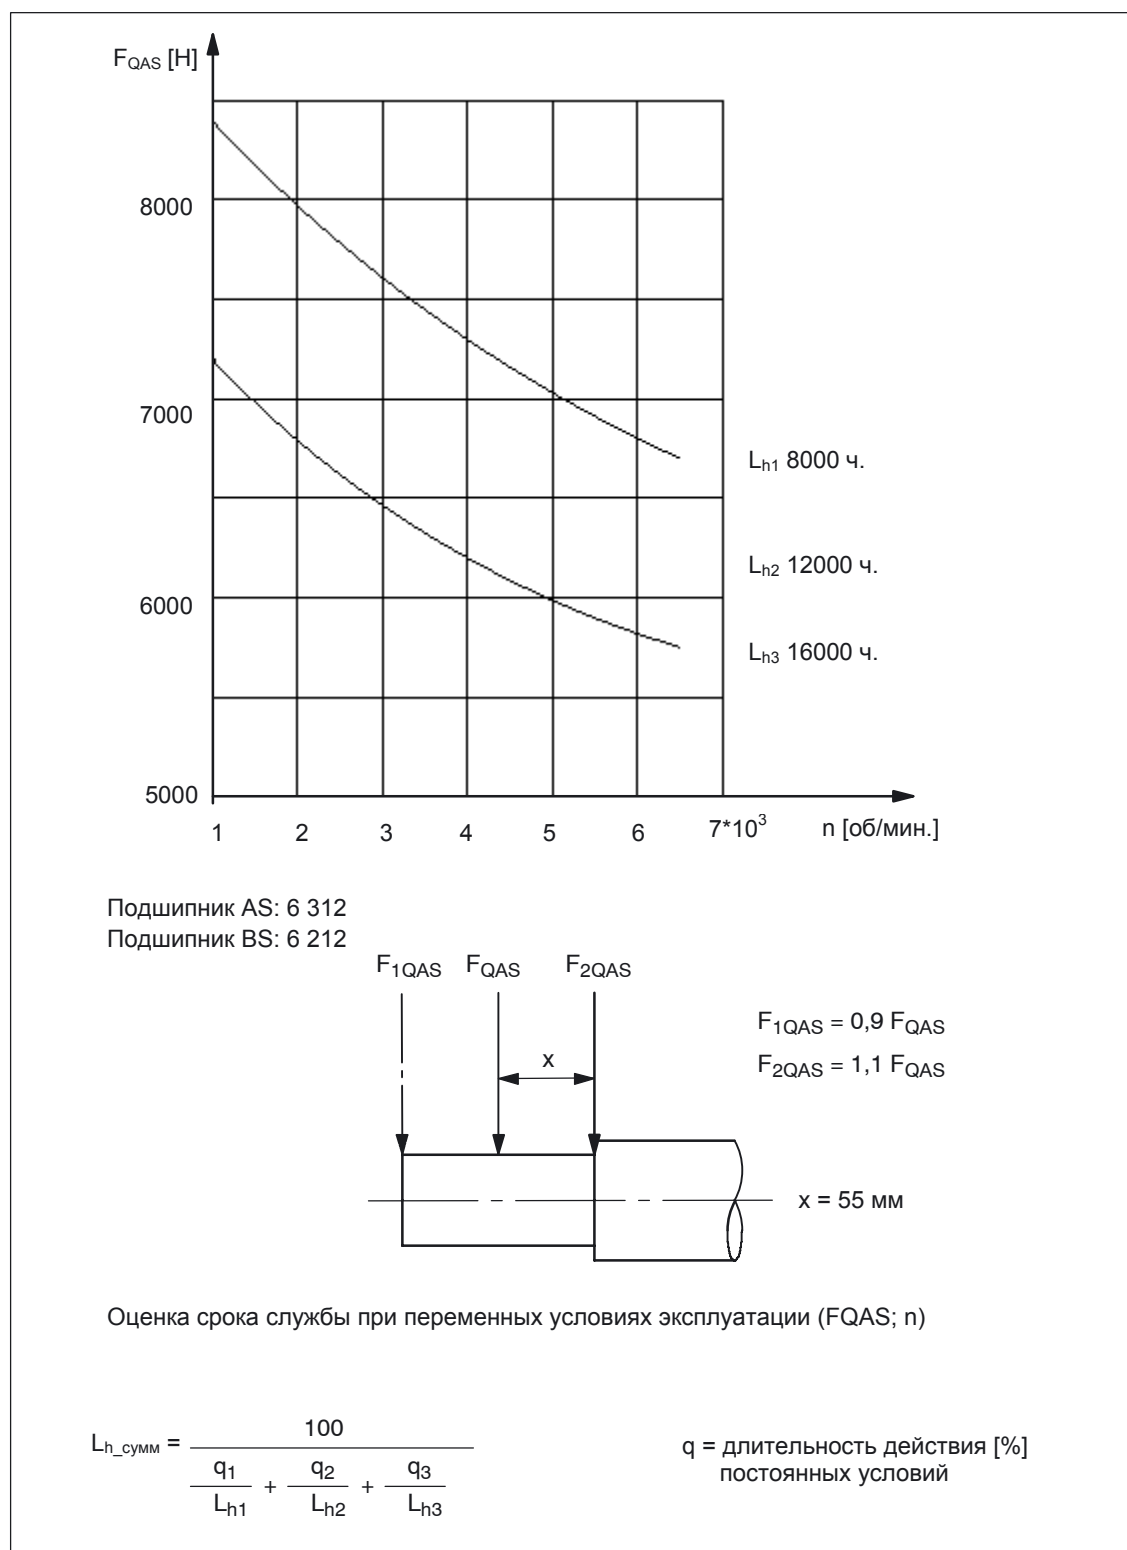 F_QAS [Н]
8000
7000
6000
5000
L_h1 8000 ч.
L_h2 12000 ч.
L_h3 16000 ч.
1 2 3 4 5 6 7*10^3 n [об/мин.]
Подшипник AS: 6 312
Подшипник BS: 6 212
F_1QAS F_QAS F_2QAS
F_1QAS = 0,9 F_QAS
x
F_2QAS = 1,1 F_QAS
x = 55 мм
Оценка срока службы при переменных условиях эксплуатации (FQAS; n)
L_h_сумм = 100
q_1 + q_2 + q_3
L_h1 L_h2 L_h3
q = длительность действия [%]
постоянных условий